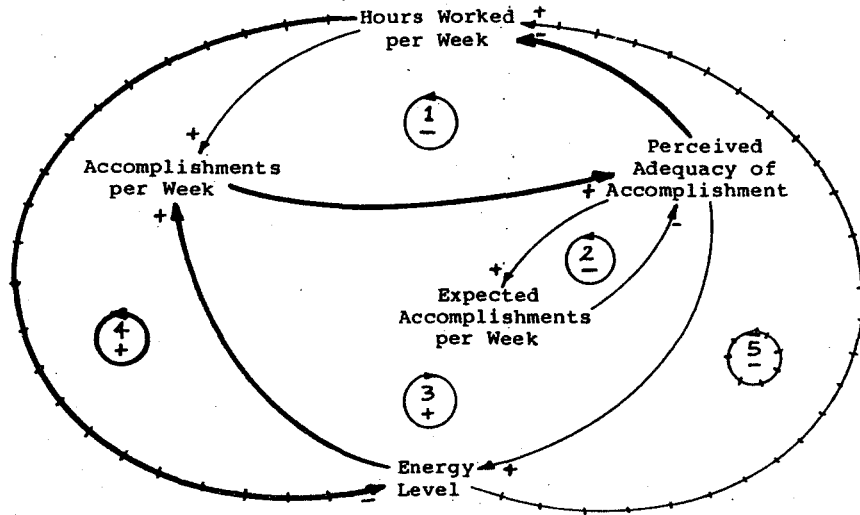 Hours Worked
per Week
+
-
1
-
+
Accomplishments
per Week
+
Perceived
Adequacy of
Accomplishment
+
-
2
-
+
Expected
Accomplishments
per Week
4
+
5
-
3
+
Energy
Level
+
-